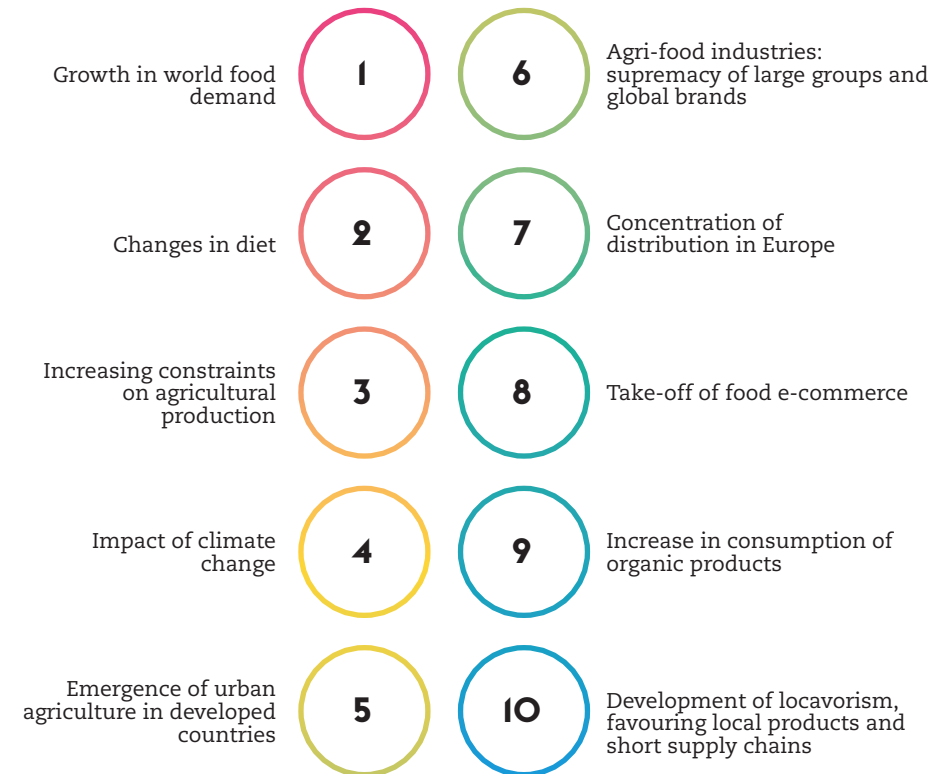 1
Growth in world food
demand
2
Changes in diet
3
Increasing constraints
on agricultural
production
4
Impact of climate
change
5
Emergence of urban
agriculture in developed
countries
6
Agri-food industries:
supremacy of large groups and
global brands
7
Concentration of
distribution in Europe
8
Take-off of food e-commerce
9
Increase in consumption of
organic products
10
Development of locavorism,
favouring local products and
short supply chains